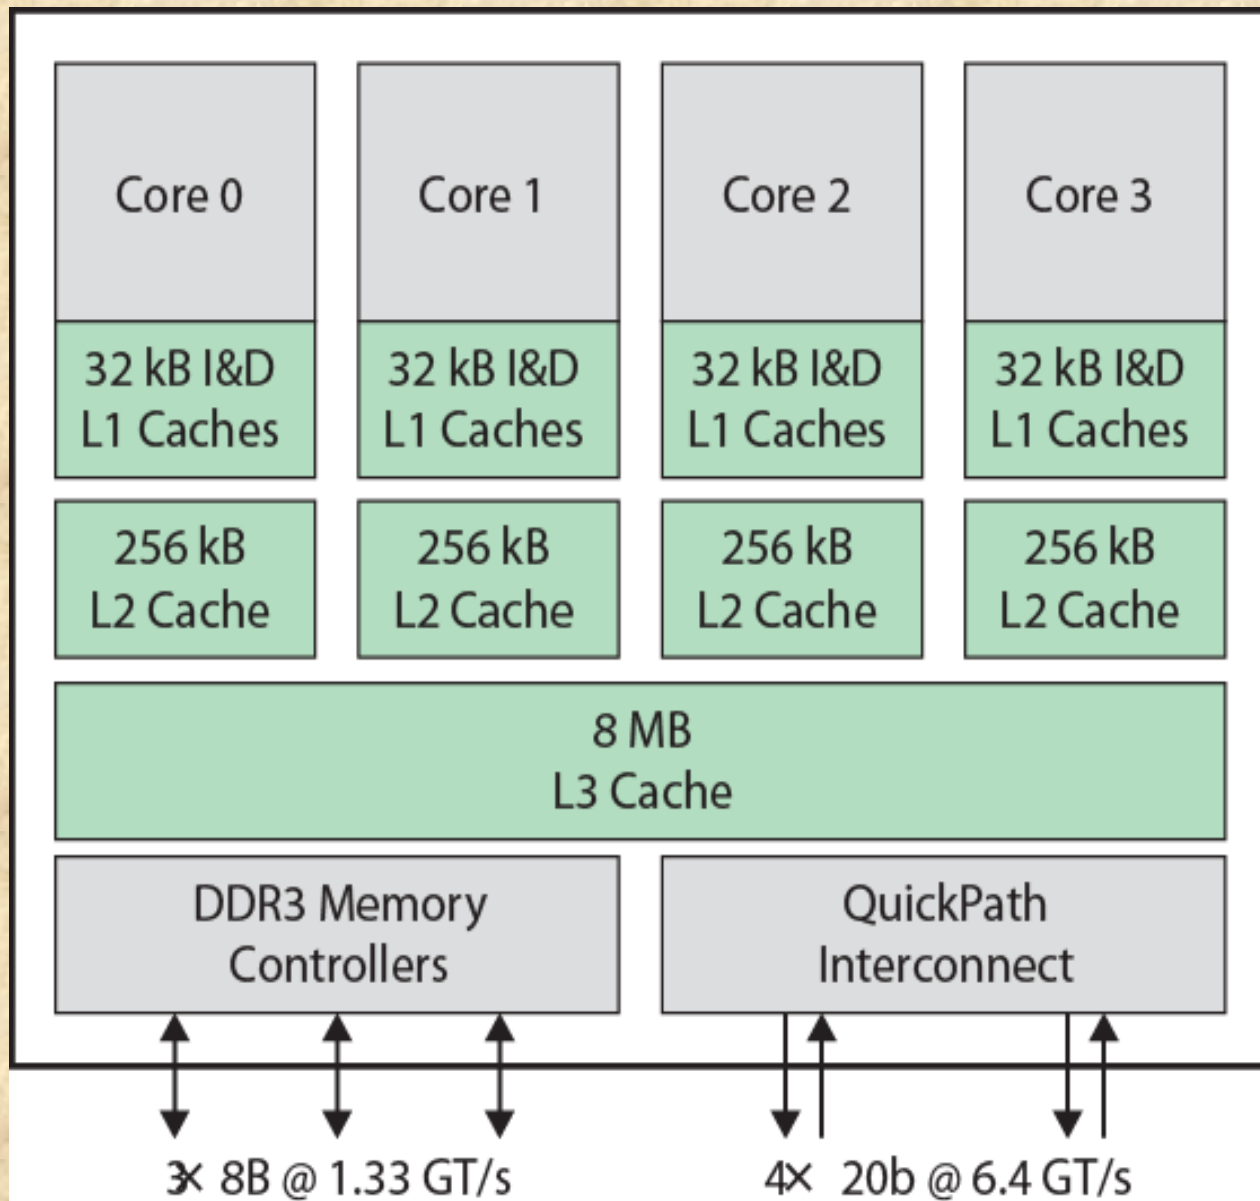 Core 0
Core 1
Core 2
Core 3
32 kB I&D
L1 Caches
32 kB I&D
L1 Caches
32 kB I&D
L1 Caches
32 kB I&D
L1 Caches
256 kB
L2 Cache
256 kB
L2 Cache
256 kB
L2 Cache
256 kB
L2 Cache
8 MB
L3 Cache
DDR3 Memory
Controllers
QuickPath
Interconnect
3× 8B @ 1.33 GT/s
4× 20b @ 6.4 GT/s